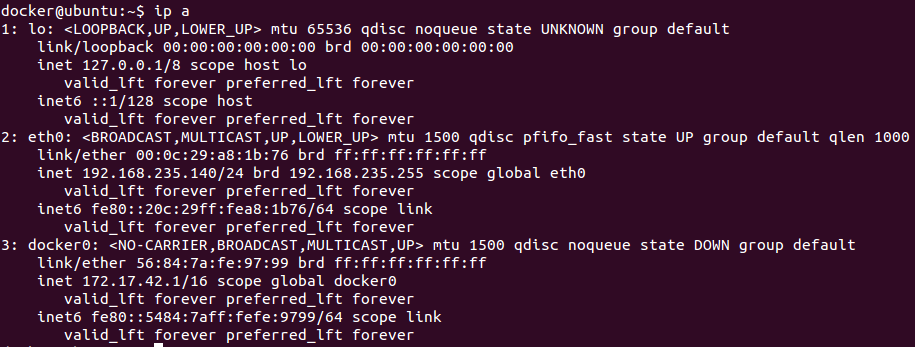 docker@ubuntu:~$ ip a
1: lo: <LOOPBACK,UP,LOWER_UP> mtu 65536 qdisc noqueue state UNKNOWN group default
    link/loopback 00:00:00:00:00:00 brd 00:00:00:00:00:00
    inet 127.0.0.1/8 scope host lo
       valid_lft forever preferred_lft forever
    inet6 ::1/128 scope host
       valid_lft forever preferred_lft forever
2: eth0: <BROADCAST,MULTICAST,UP,LOWER_UP> mtu 1500 qdisc pfifo_fast state UP group default qlen 1000
    link/ether 00:0c:29:a8:1b:76 brd ff:ff:ff:ff:ff:ff
    inet 192.168.235.140/24 brd 192.168.235.255 scope global eth0
       valid_lft forever preferred_lft forever
    inet6 fe80::20c:29ff:fea8:1b76/64 scope link
       valid_lft forever preferred_lft forever
3: docker0: <NO-CARRIER,BROADCAST,MULTICAST,UP> mtu 1500 qdisc noqueue state DOWN group default
    link/ether 56:84:7a:fe:97:99 brd ff:ff:ff:ff:ff:ff
    inet 172.17.42.1/16 scope global docker0
       valid_lft forever preferred_lft forever
    inet6 fe80::5484:7aff:fefe:9799/64 scope link
       valid_lft forever preferred_lft forever